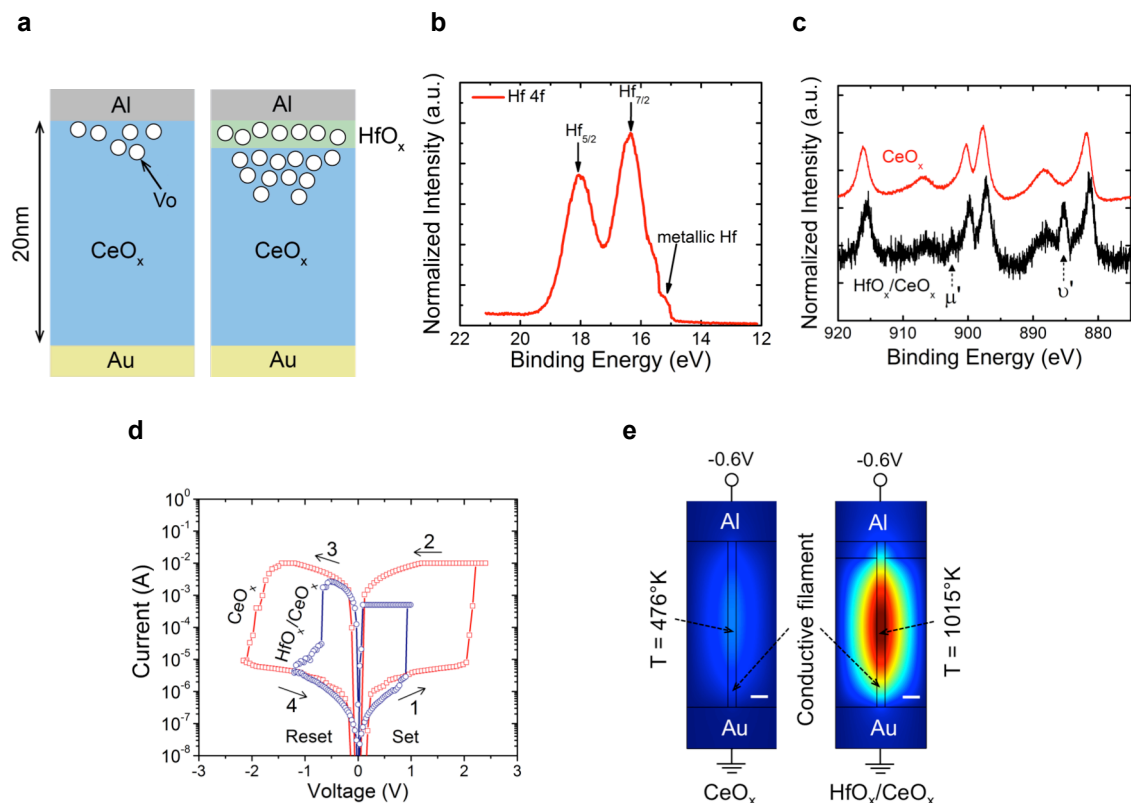 a
Al
Al
HfOₓ
Vo
20nm
CeOₓ
CeOₓ
Au
Au
b
Hf 4f
Hf₇/₂
Hf₅/₂
metallic Hf
Normalized Intensity (a.u.)
22 20 18 16 14 12
Binding Energy (eV)
c
CeOₓ
HfOₓ/CeOₓ
μ'
υ'
Normalized Intensity (a.u.)
920 910 900 890 880
Binding Energy (eV)
d
10⁰
10⁻¹
10⁻²
10⁻³
10⁻⁴
10⁻⁵
10⁻⁶
10⁻⁷
10⁻⁸
Current (A)
3
2
CeOₓ
HfOₓ/CeOₓ
4
1
Reset
Set
-3 -2 -1 0 1 2 3
Voltage (V)
e
-0.6V
-0.6V
Al
Al
T = 476°K
Conductive filament
T = 1015°K
Au
Au
CeOₓ
HfOₓ/CeOₓ